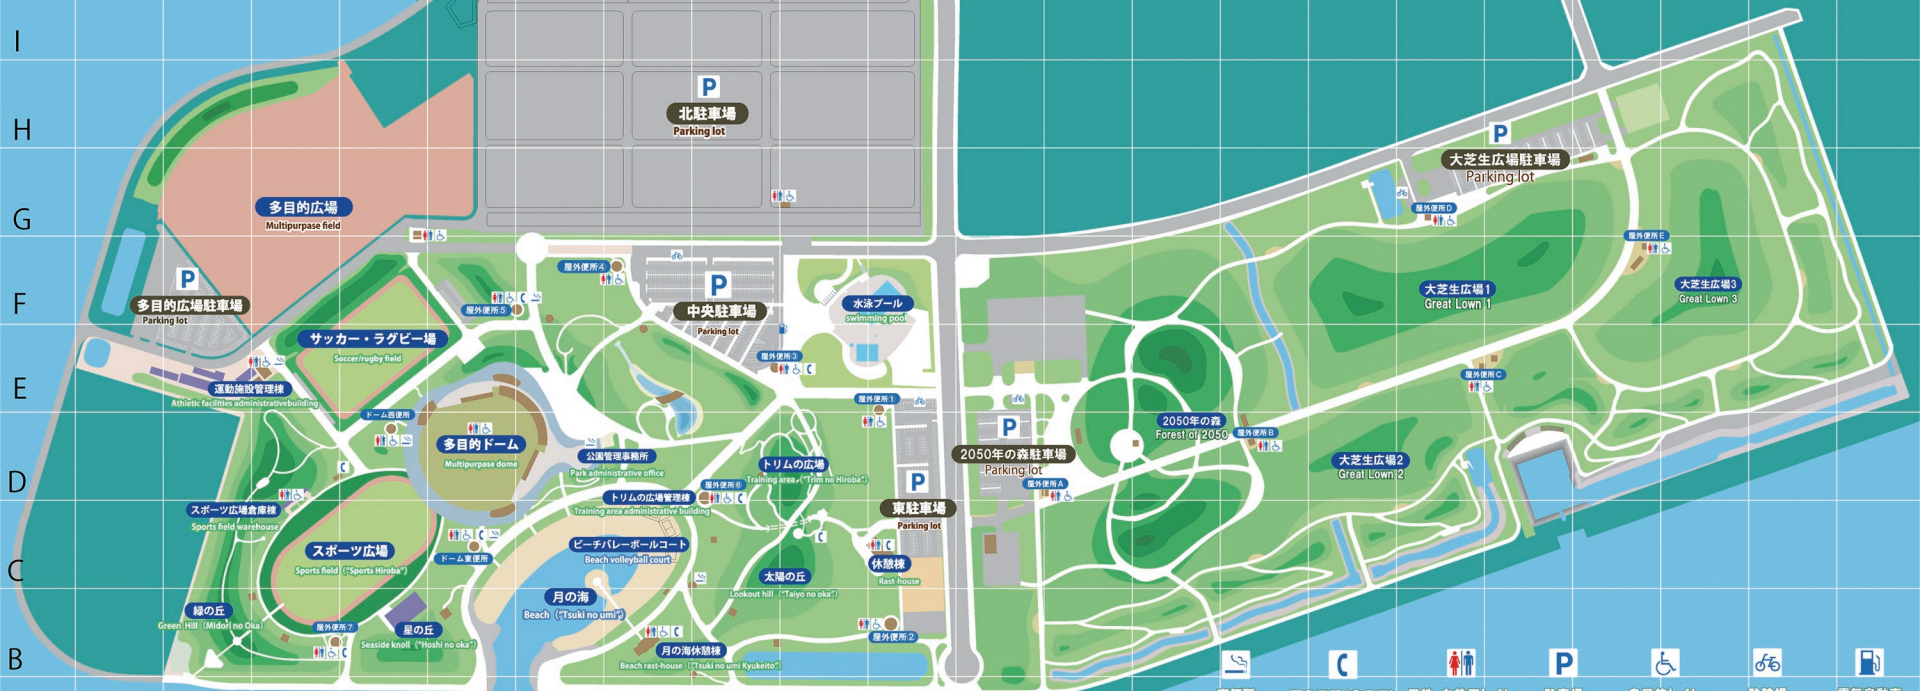 I
H
G
F
E
D
C
B
P
北駐車場
Parking lot
P
大芝生広場駐車場
Parking lot
多目的広場
Multipurpase field
屋外便所D
屋外便所E
P
多目的広場駐車場
Parking lot
屋外便所4
屋外便所5
P
中央駐車場
Parking lot
水泳プール
swimming pool
大芝生広場1
Great Lown 1
大芝生広場3
Great Lown 3
サッカー・ラグビー場
Soccer/rugby field
運動施設管理棟
Athletic facilities administrativebuilding
屋外便所3
屋外便所C
ドーム西便所
屋外便所1
多目的ドーム
Multipurpase dome
公園管理事務所
Park administrative office
トリムの広場
Training area（"Trim no Hiroba"）
P
2050年の森駐車場
Parking lot
2050年の森
Forest of 2050
屋外便所B
大芝生広場2
Great Lown 2
屋外便所6
屋外便所A
トリムの広場管理棟
Training area administrative building
P
東駐車場
Parking lot
スポーツ広場倉庫棟
Sports field warehouse
スポーツ広場
Sports field（"Sports Hiroba"）
ドーム東便所
ビーチバレーボールコート
Beach volleyball court
休憩棟
Rast-house
太陽の丘
Lookout hill（"Taiyo no oka"）
月の海
Beach（"Tsuki no umi"）
緑の丘
Green Hill（Midori no Oka）
屋外便所7
星の丘
Seaside knoll（"Hoshi no oka"）
屋外便所2
月の海休憩棟
Beach rast-house（"Tsuki no umi Kyukeito"）
P